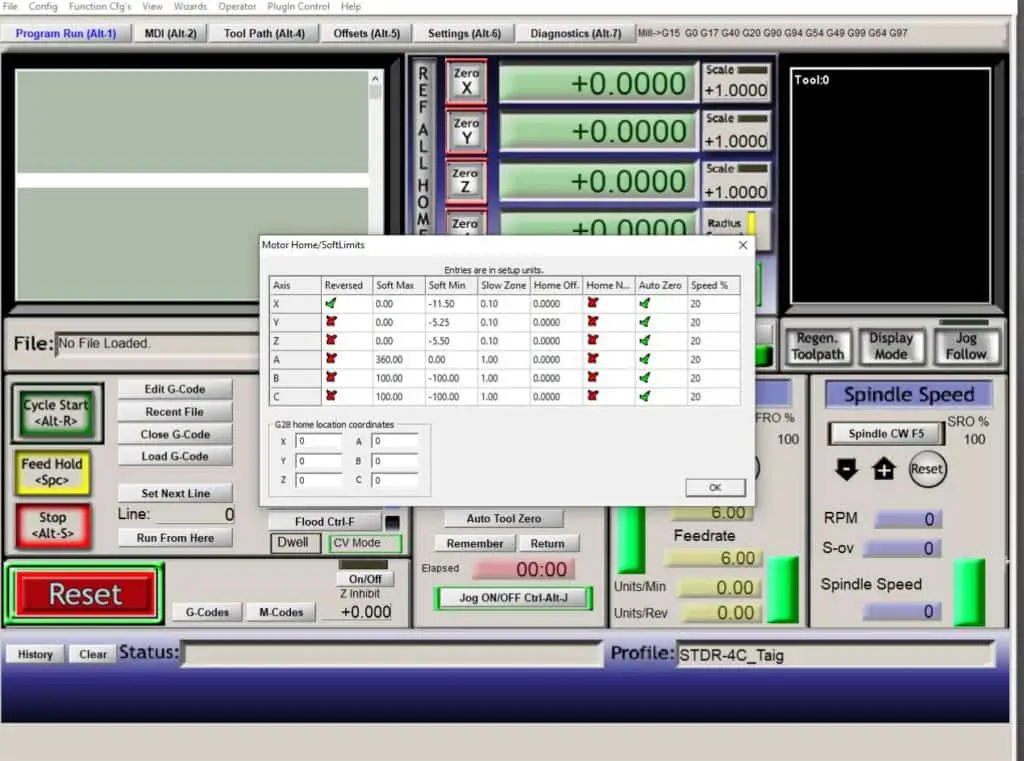 File Config Function Cfg's View Wizards Operator PlugIn Control Help
Program Run (Alt-1) MDI (Alt-2) Tool Path (Alt-4) Offsets (Alt-5) Settings (Alt-6) Diagnostics (Alt-7) Mill->G15 G0 G17 G40 G20 G90 G94 G54 G49 G99 G64 G97
REF ALL HOME
Zero X +0.0000 Scale +1.0000
Zero Y +0.0000 Scale +1.0000
Zero Z +0.0000 Scale +1.0000
Zero +0.0000 Radius
Tool:0
Motor Home/SoftLimits
Entries are in setup units.
Axis Reversed Soft Max Soft Min Slow Zone Home Off. Home N... Auto Zero Speed %
X 0.00 -11.50 0.10 0.0000 20
Y 0.00 -5.25 0.10 0.0000 20
Z 0.00 -5.50 0.10 0.0000 20
A 360.00 0.00 1.00 0.0000 20
B 100.00 -100.00 1.00 0.0000 20
C 100.00 -100.00 1.00 0.0000 20
G28 home location coordinates
X 0 A 0
Y 0 B 0
Z 0 C 0
OK
File: No File Loaded.
Regen. Toolpath
Display Mode
Jog Follow
Cycle Start
<Alt-R>
Feed Hold
<Spc>
Stop
<Alt-S>
Edit G-Code
Recent File
Close G-Code
Load G-Code
Set Next Line
Line: 0
Run From Here
Flood Ctrl-F
Dwell CV Mode
Reset
G-Codes M-Codes
On/Off
Z Inhibit
+0.000
Auto Tool Zero
Remember Return
Elapsed 00:00
Jog ON/OFF Ctrl-Alt-J
FRO %
100
6.00
Feedrate
6.00
Units/Min 0.00
Units/Rev 0.00
Spindle Speed
Spindle CW F5
SRO %
100
Reset
RPM 0
S-ov 0
Spindle Speed
0
History Clear Status: Profile: STDR-4C_Taig